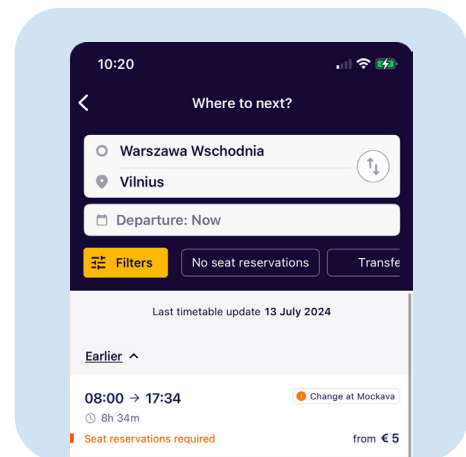 10:20
Where to next?
Warszawa Wschodnia
Vilnius
Departure: Now
Filters
No seat reservations
Transfe
Last timetable update 13 July 2024
Earlier
08:00 → 17:34
Change at Mockava
8h 34m
Seat reservations required
from € 5